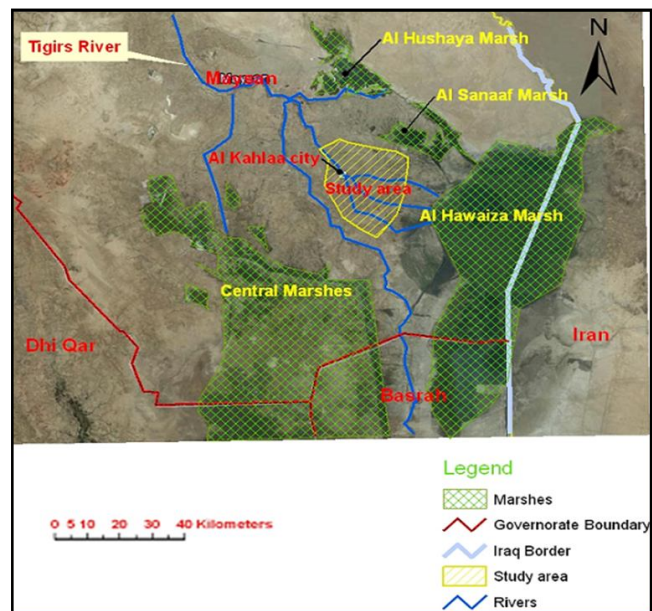 N
Tigirs River
Al Hushaya Marsh
Maysan
Al Sanaaf Marsh
Al Kahlaa city
Study area
Al Hawaiza Marsh
Central Marshes
Dhi Qar
Iran
Basrah
Legend
Marshes
Governorate Boundary
Iraq Border
Study area
Rivers
0 5 10 20 30 40 Kilometers